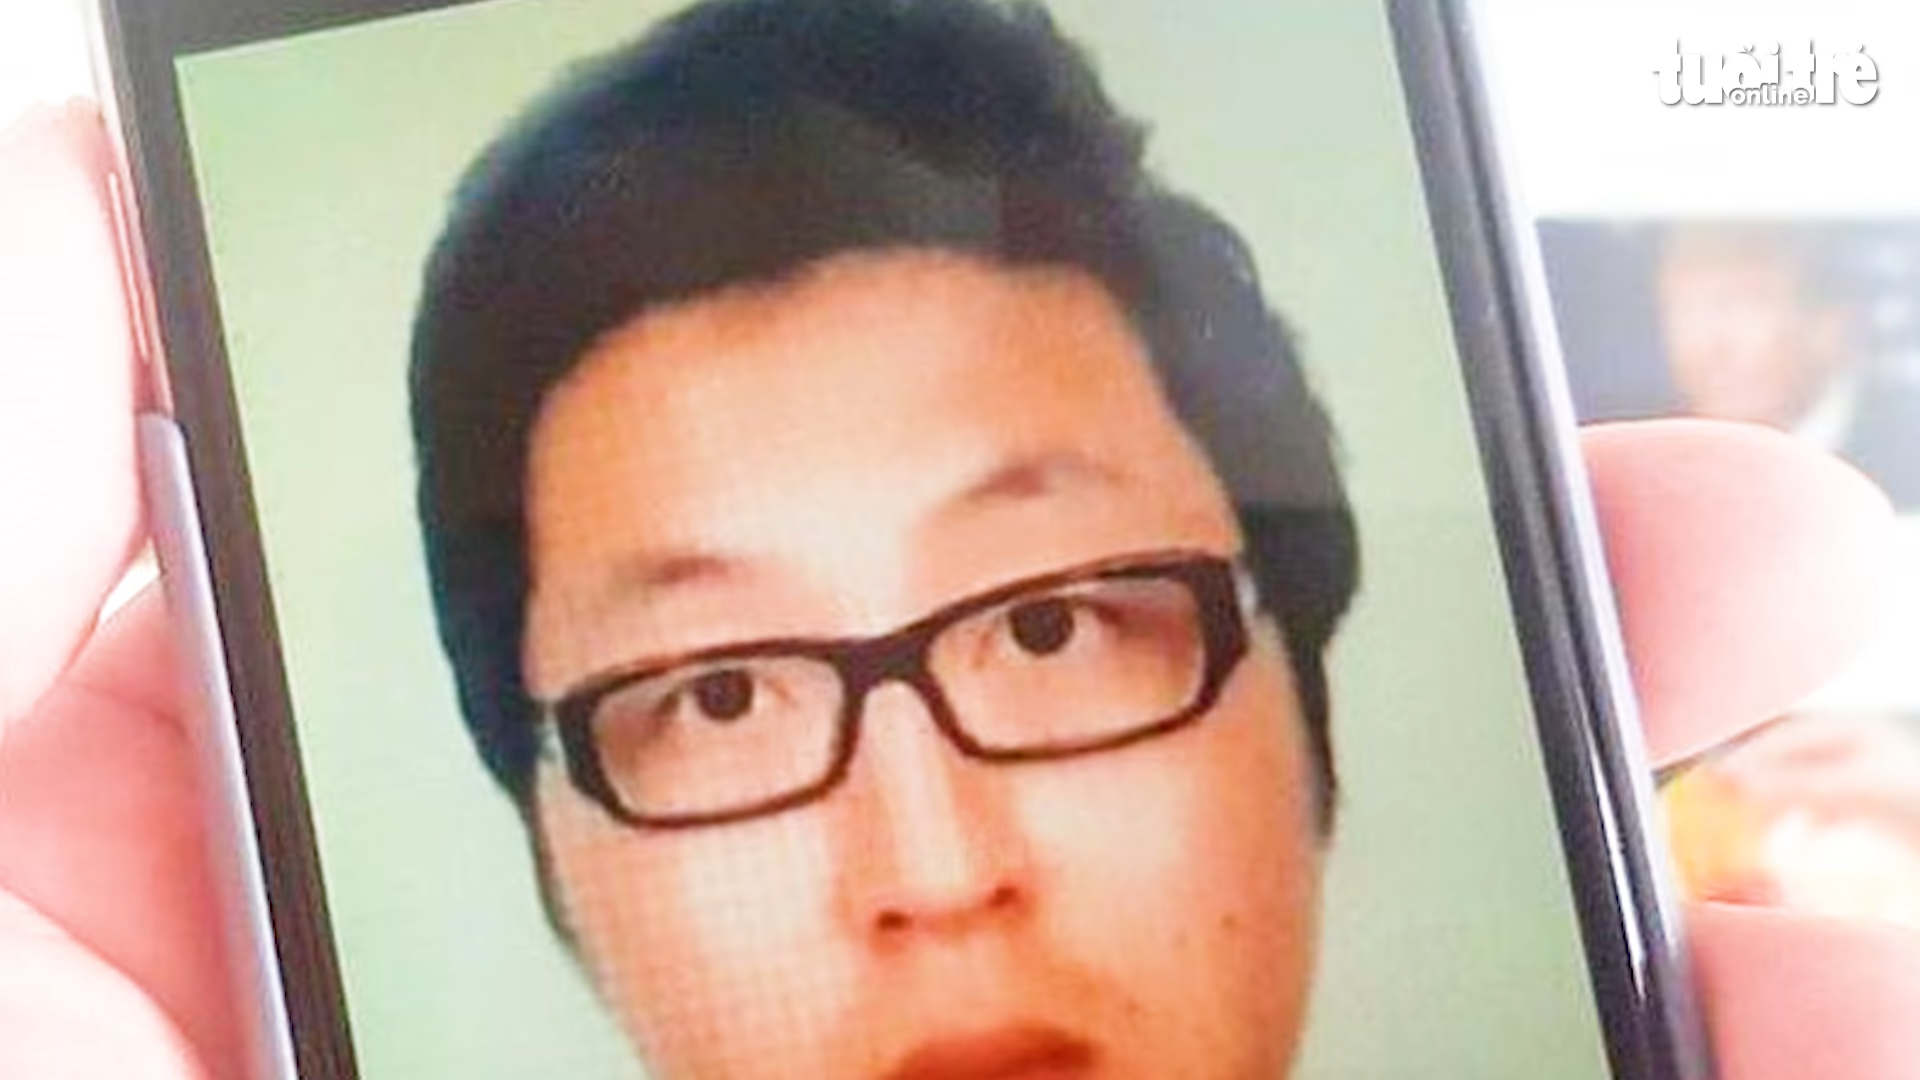 tuổi trẻ
online